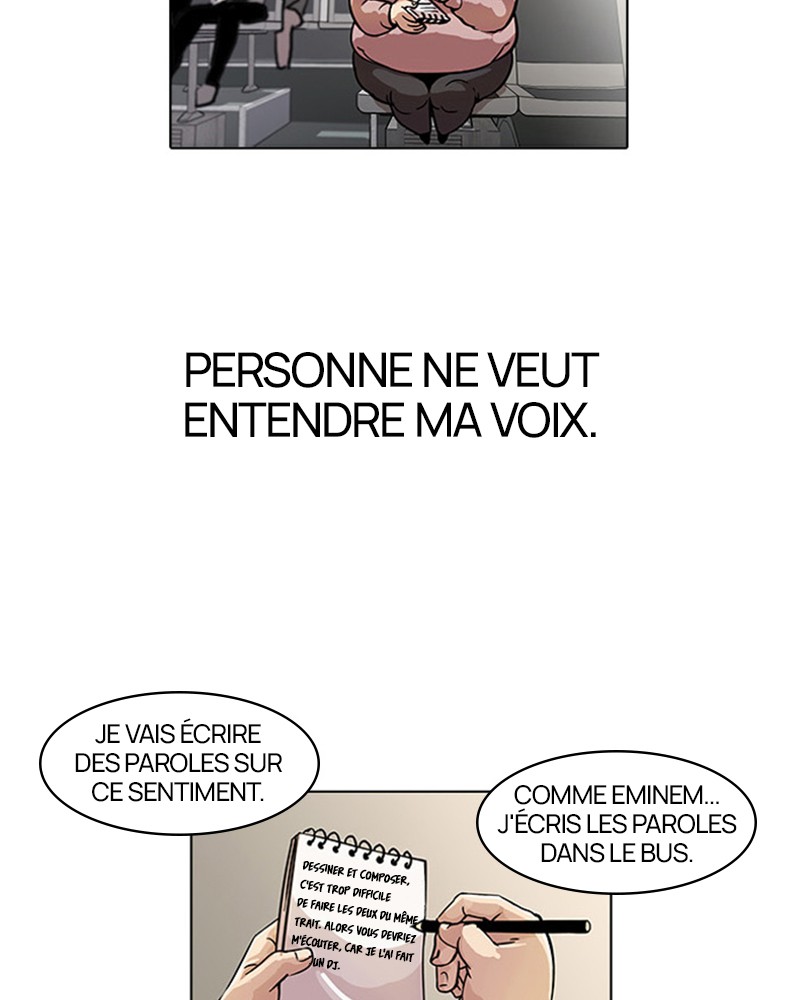 PERSONNE NE VEUT
ENTENDRE MA VOIX.
JE VAIS ÉCRIRE
DES PAROLES SUR
CE SENTIMENT.
COMME EMINEM...
J'ÉCRIS LES PAROLES
DANS LE BUS.
DESSINER ET COMPOSER,
C'EST TROP DIFFICILE
DE FAIRE LES DEUX DU MÊME
TRAIT. ALORS VOUS DEVRIEZ
M'ÉCOUTER, CAR JE L'AI FAIT
UN DJ.